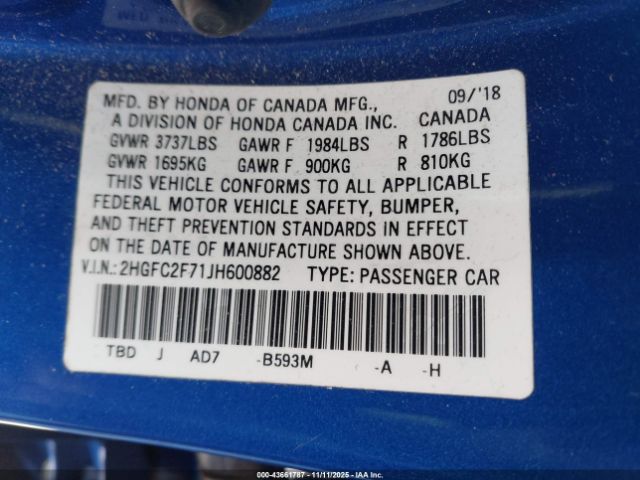 MFD. BY HONDA OF CANADA MFG., 09/'18
A DIVISION OF HONDA CANADA INC. CANADA
GVWR 3737LBS GAWR F 1984LBS R 1786LBS
GVWR 1695KG GAWR F 900KG R 810KG
THIS VEHICLE CONFORMS TO ALL APPLICABLE
FEDERAL MOTOR VEHICLE SAFETY, BUMPER,
AND THEFT PREVENTION STANDARDS IN EFFECT
ON THE DATE OF MANUFACTURE SHOWN ABOVE.
V.I.N.: 2HGFC2F71JH600882 TYPE: PASSENGER CAR
TBD J AD7 -B593M -A -H
© - 43661787 - 11/11/2025 - IAAI Inc.